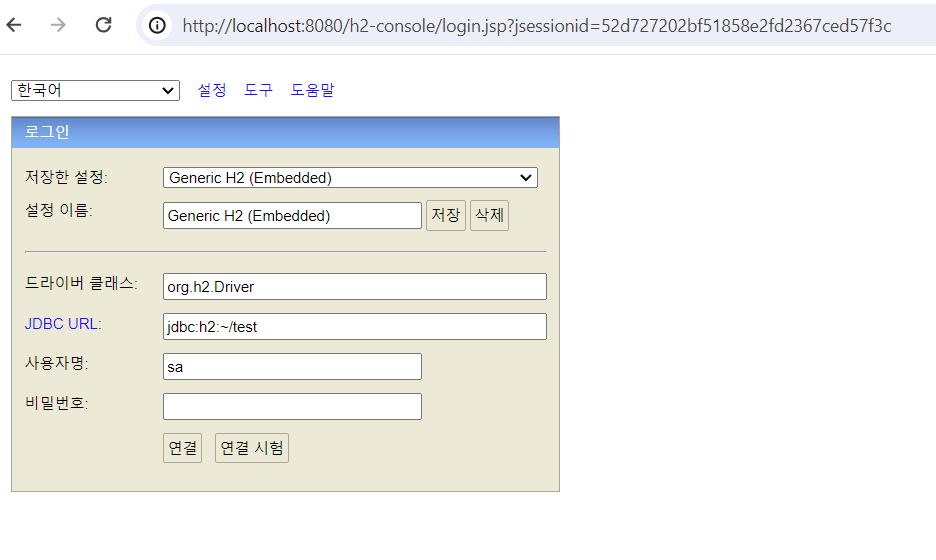 http://localhost:8080/h2-console/login.jsp?jsessionid=52d727202bf51858e2fd2367ced57f3c
한국어 설정 도구 도움말
로그인
저장한 설정: Generic H2 (Embedded)
설정 이름: Generic H2 (Embedded) 저장 삭제
드라이버 클래스: org.h2.Driver
JDBC URL: jdbc:h2:~/test
사용자명: sa
비밀번호:
연결 연결 시험